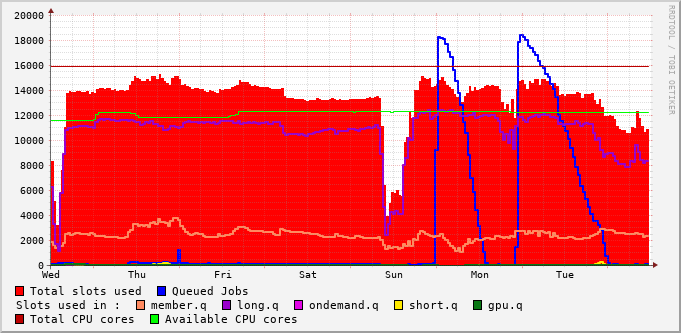 20000
18000
16000
14000
12000
10000
8000
6000
4000
2000
0
Wed Thu Fri Sat Sun Mon Tue
RRDTOOL / TOBI OETIKER
Total slots used Queued Jobs
Slots used in : member.q long.q ondemand.q short.q gpu.q
Total CPU cores Available CPU cores